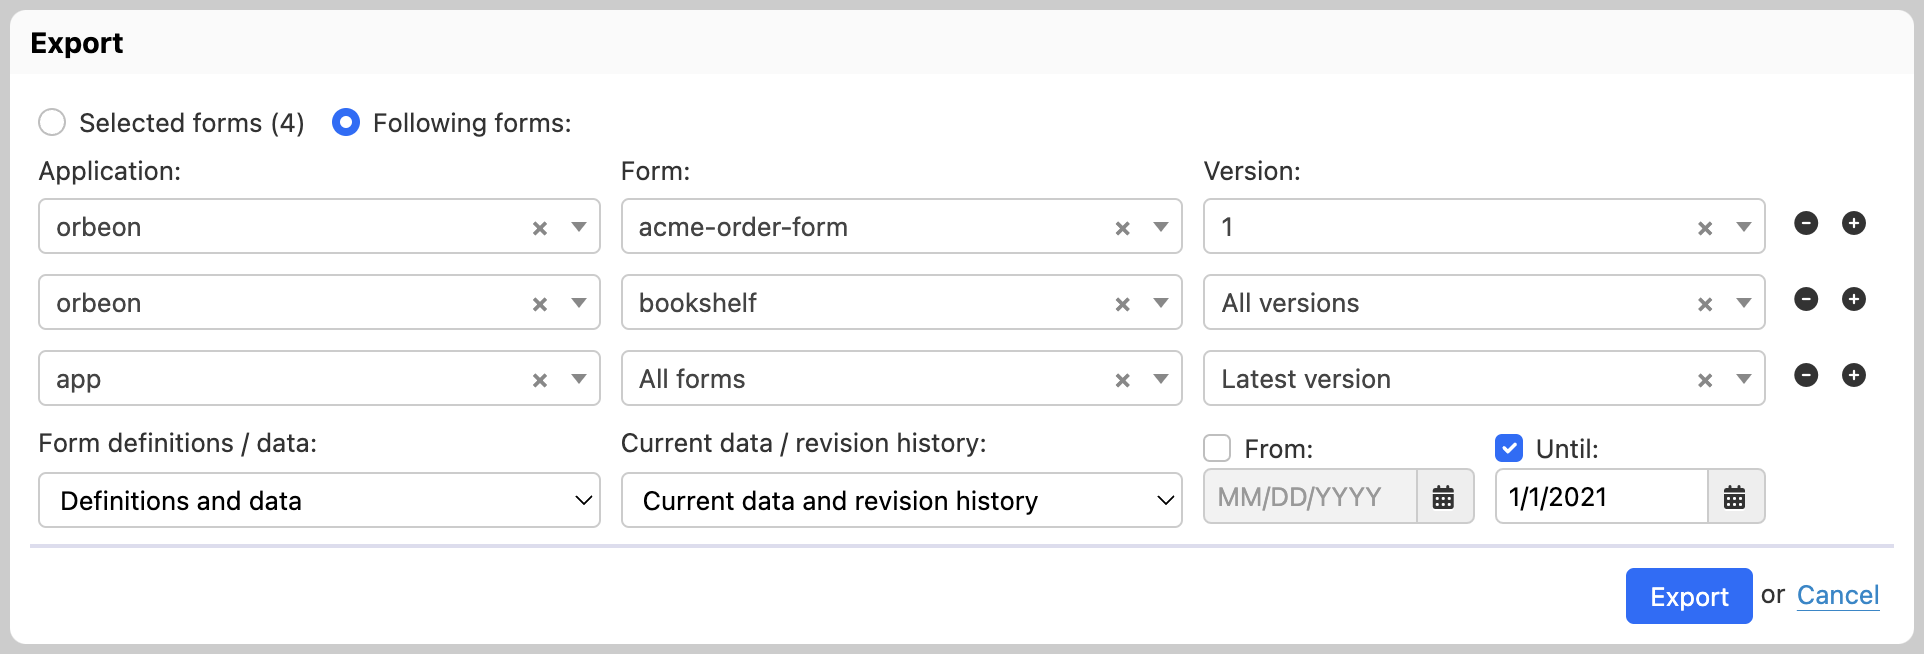 Export
Selected forms (4) Following forms:
Application: Form: Version:
orbeon acme-order-form 1
orbeon bookshelf All versions
app All forms Latest version
Form definitions / data: Current data / revision history: From: Until:
Definitions and data Current data and revision history MM/DD/YYYY 1/1/2021
Export or Cancel